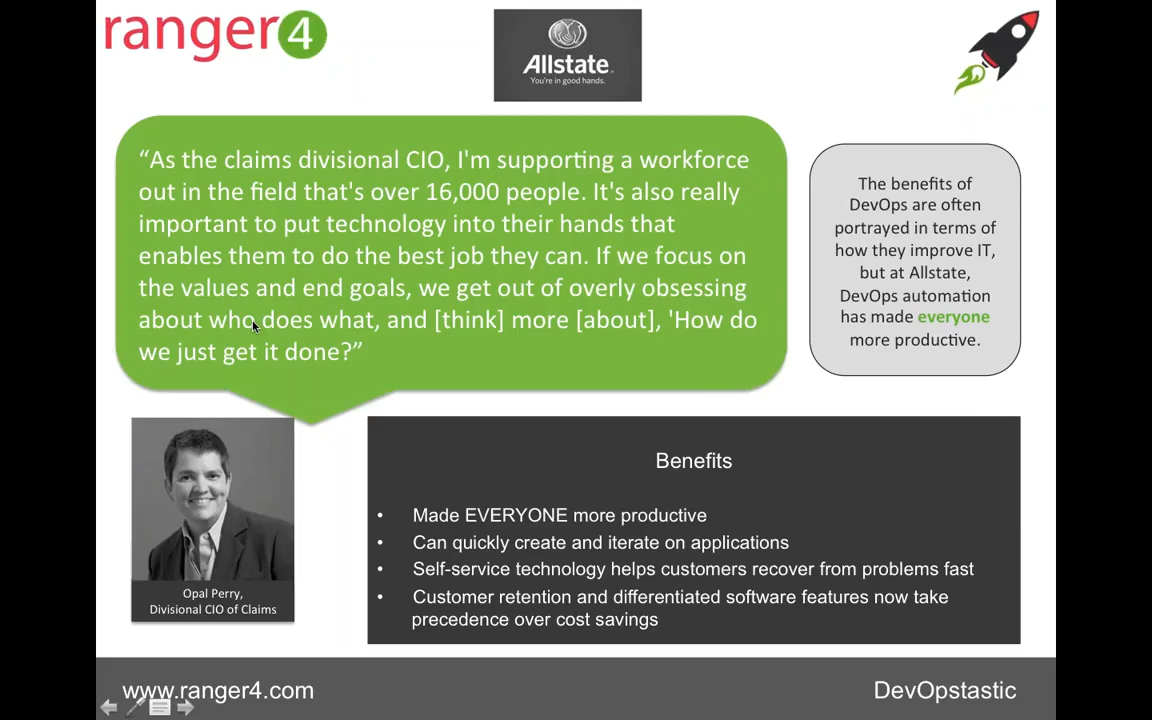 ranger4
Allstate.
You're in good hands.
“As the claims divisional CIO, I'm supporting a workforce
out in the field that's over 16,000 people. It's also really
important to put technology into their hands that
enables them to do the best job they can. If we focus on
the values and end goals, we get out of overly obsessing
about who does what, and [think] more [about], 'How do
we just get it done?”
The benefits of
DevOps are often
portrayed in terms of
how they improve IT,
but at Allstate,
DevOps automation
has made everyone
more productive.
Opal Perry,
Divisional CIO of Claims
Benefits
• Made EVERYONE more productive
• Can quickly create and iterate on applications
• Self-service technology helps customers recover from problems fast
• Customer retention and differentiated software features now take
precedence over cost savings
www.ranger4.com
DevOpstastic